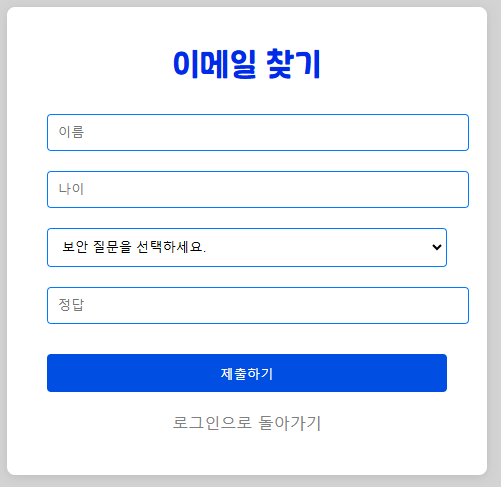 이메일 찾기
이름
나이
보안 질문을 선택하세요.
정답
제출하기
로그인으로 돌아가기